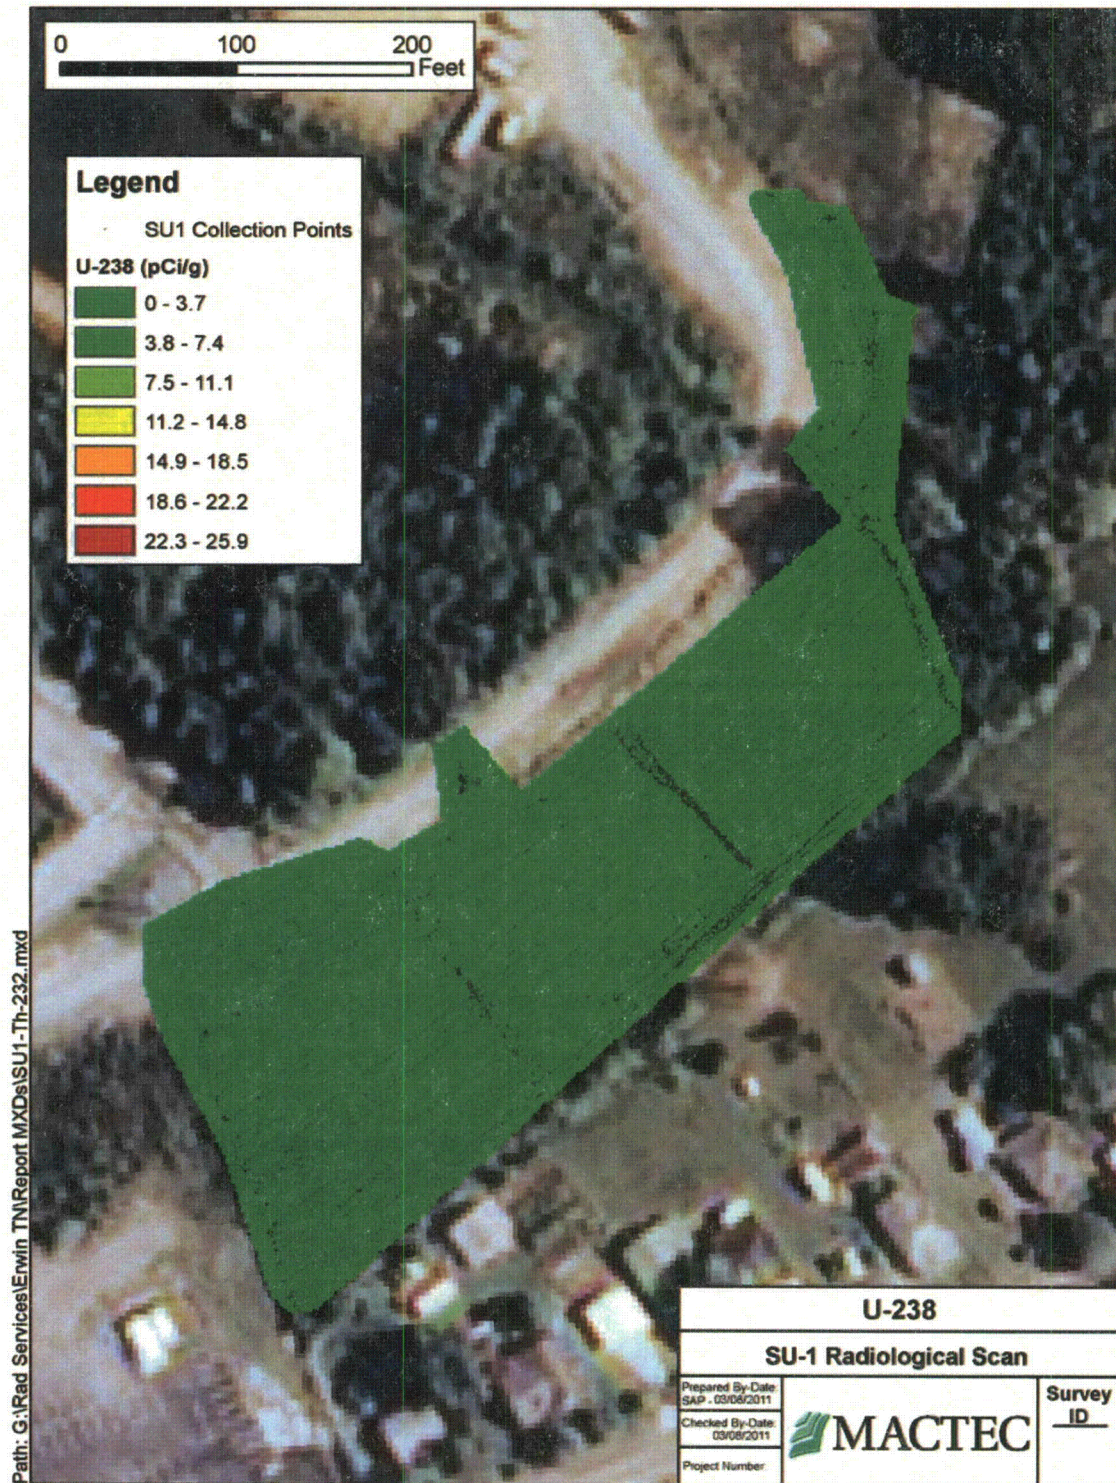 0 100 200
Feet
Legend
SU1 Collection Points
U-238 (pCi/g)
0 - 3.7
3.8 - 7.4
7.5 - 11.1
11.2 - 14.8
14.9 - 18.5
18.6 - 22.2
22.3 - 25.9
Path: G:\Rad Services\Erwin TN\Report MXDs\SU1-Th-232.mxd
U-238
SU-1 Radiological Scan
Prepared By-Date:
SAP - 03/08/2011
Checked By-Date:
03/08/2011
Project Number:
MACTEC
Survey
ID